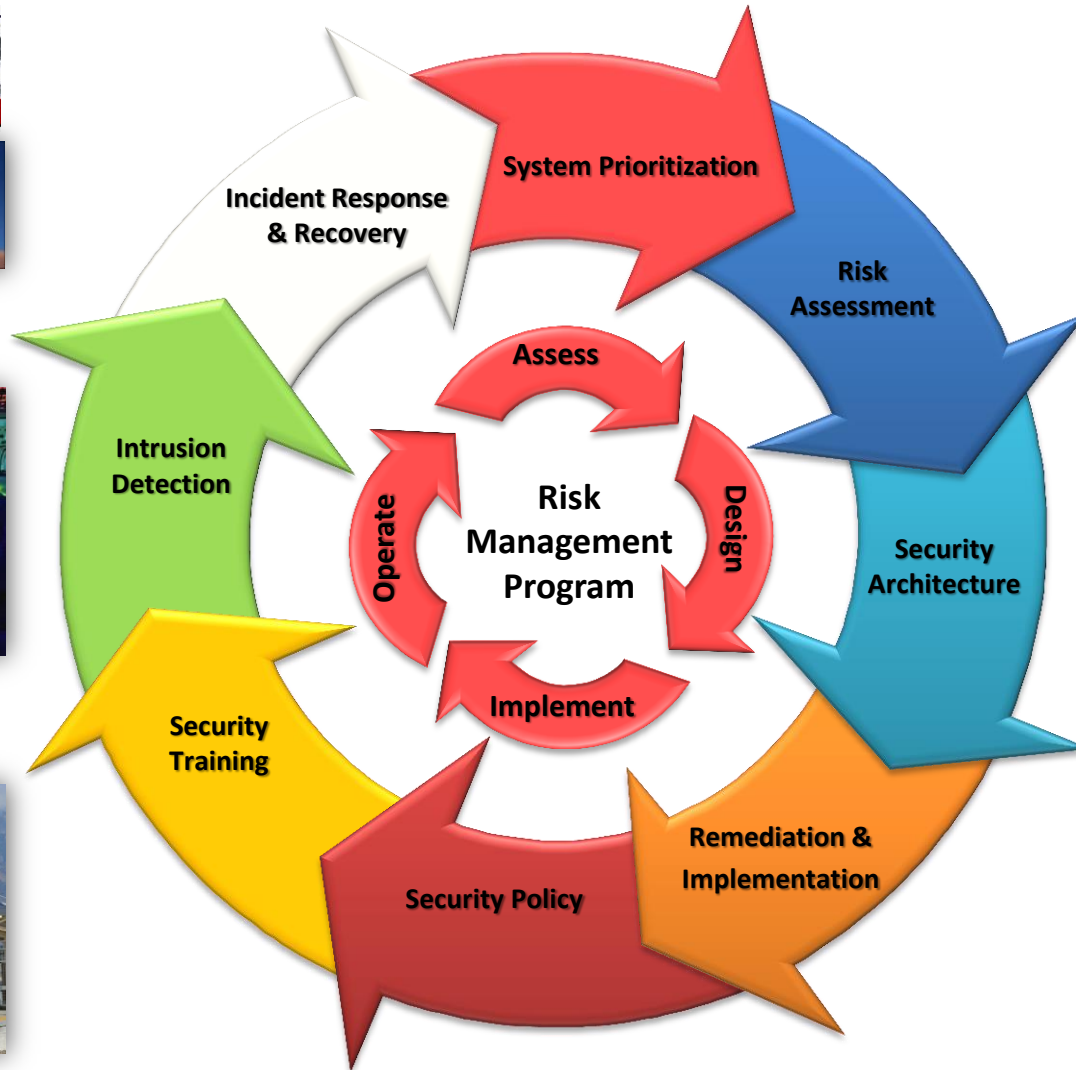 System Prioritization
Risk
Assessment
Security
Architecture
Remediation &
Implementation
Security Policy
Security
Training
Intrusion
Detection
Incident Response
& Recovery
Assess
Design
Implement
Operate
Risk
Management
Program